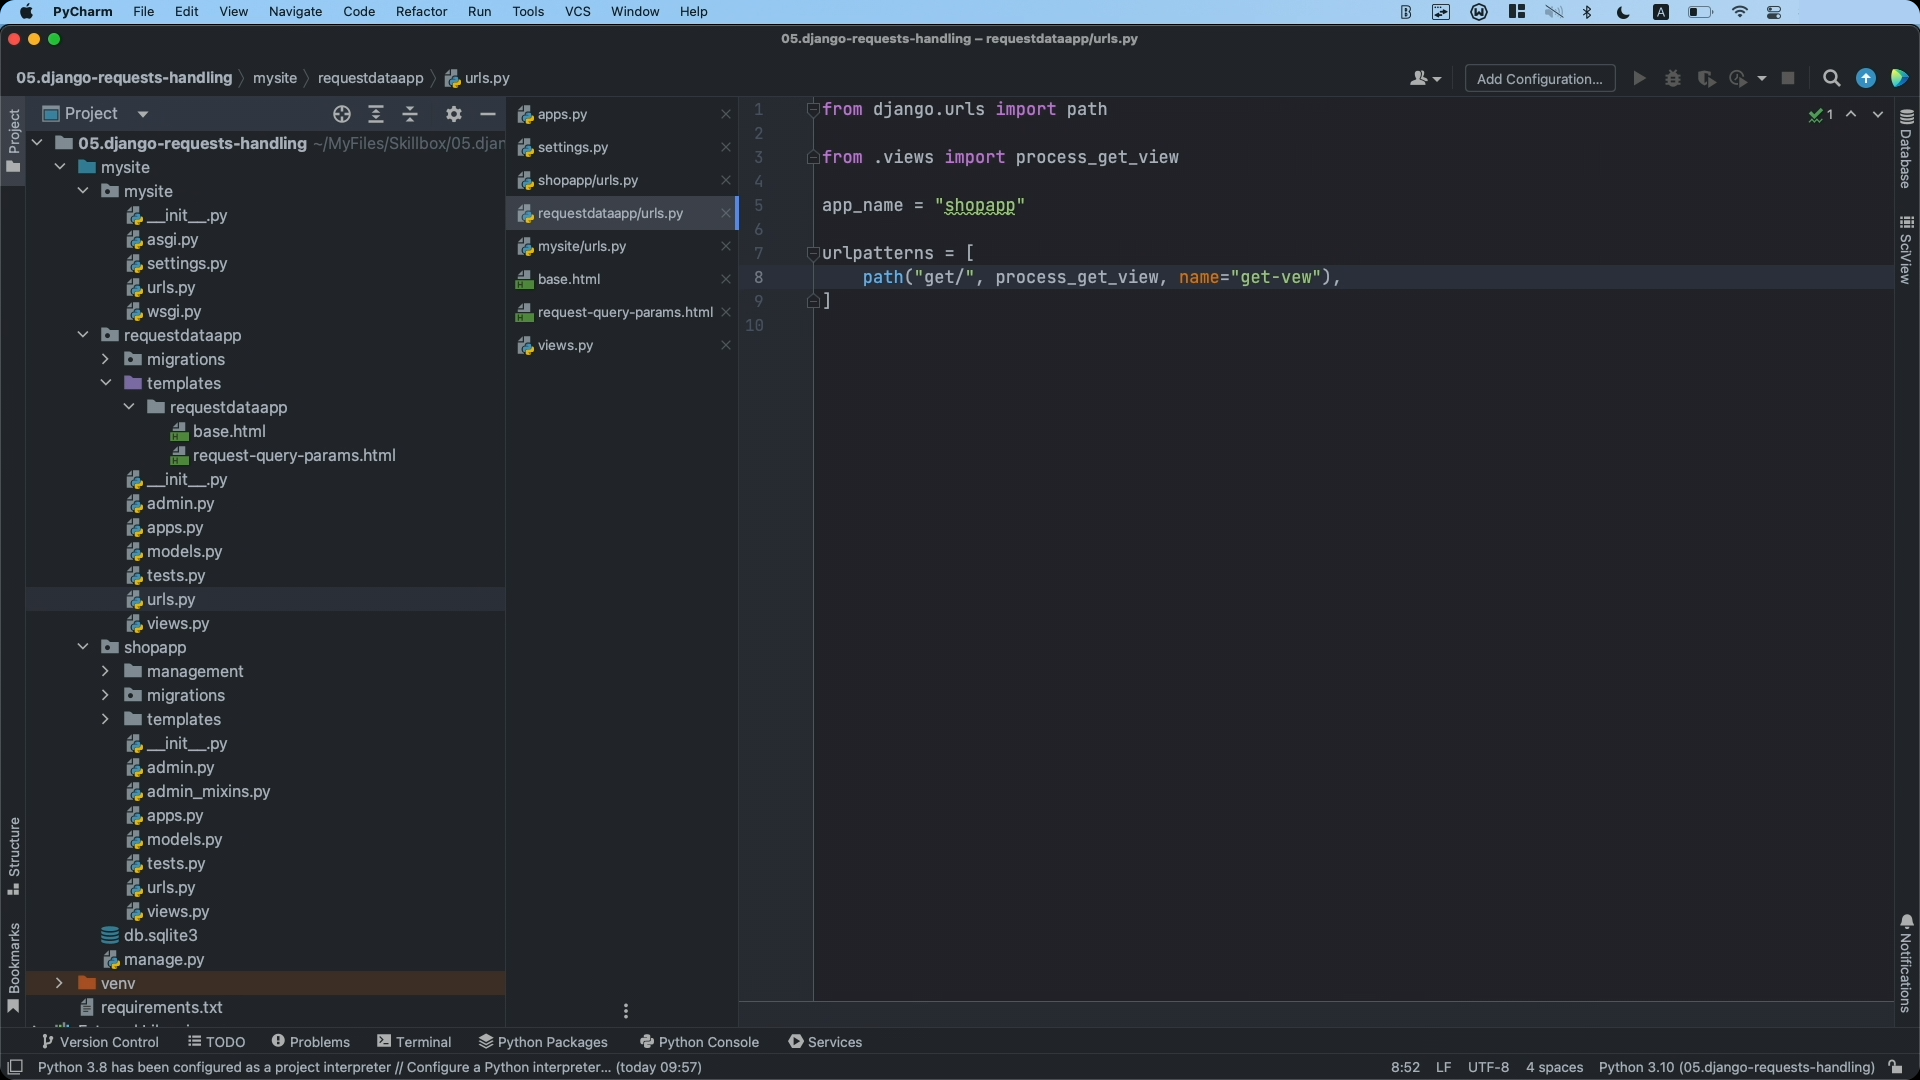 PyCharm File Edit View Navigate Code Refactor Run Tools VCS Window Help
05.django-requests-handling – requestdataapp/urls.py
05.django-requests-handling mysite requestdataapp urls.py
Add Configuration...
Project
05.django-requests-handling ~/MyFiles/Skillbox/05.djan
mysite
mysite
__init__.py
asgi.py
settings.py
urls.py
wsgi.py
requestdataapp
migrations
templates
requestdataapp
base.html
request-query-params.html
__init__.py
admin.py
apps.py
models.py
tests.py
urls.py
views.py
shopapp
management
migrations
templates
__init__.py
admin.py
admin_mixins.py
apps.py
models.py
tests.py
urls.py
views.py
db.sqlite3
manage.py
venv
requirements.txt
apps.py
settings.py
shopapp/urls.py
requestdataapp/urls.py
mysite/urls.py
base.html
request-query-params.html
views.py
1 from django.urls import path
2
3 from .views import process_get_view
4
5 app_name = "shopapp"
6
7 urlpatterns = [
8 path("get/", process_get_view, name="get-vew"),
9 ]
10
1
Project
Structure
Bookmarks
Database
SciView
Notifications
Version Control TODO Problems Terminal Python Packages Python Console Services
Python 3.8 has been configured as a project interpreter // Configure a Python interpreter... (today 09:57)
8:52 LF UTF-8 4 spaces Python 3.10 (05.django-requests-handling)